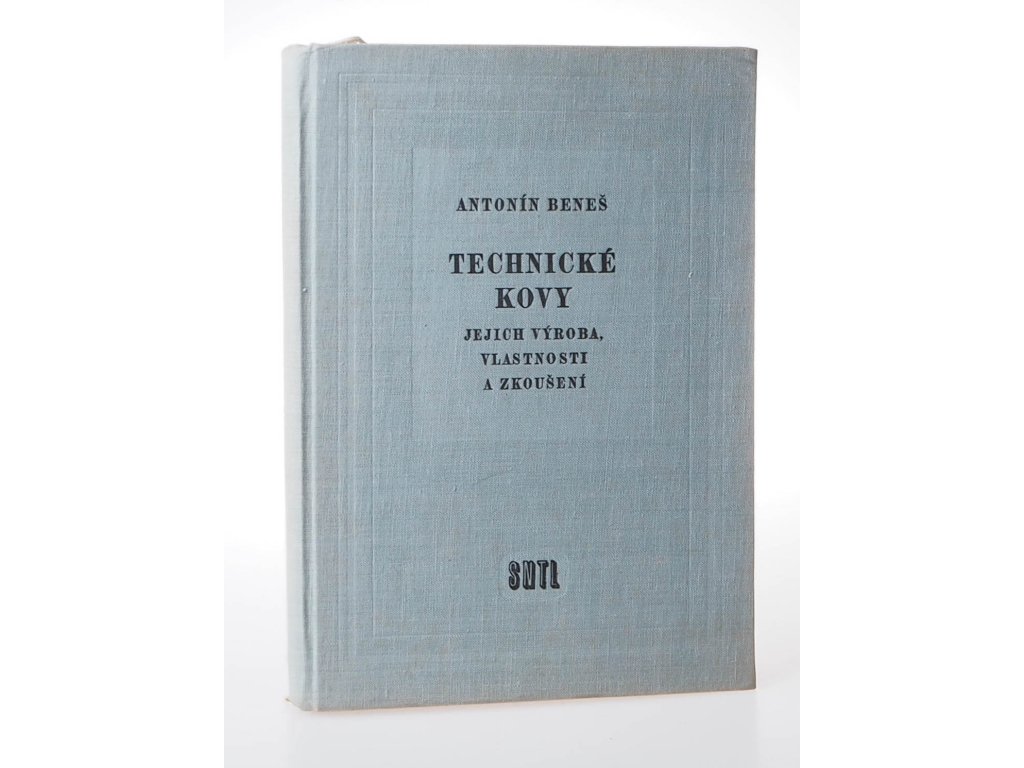 ANTONÍN BENEŠ
TECHNICKÉ
KOVY
JEJICH VÝROBA,
VLASTNOSTI
A ZKOUŠENÍ
SNTL